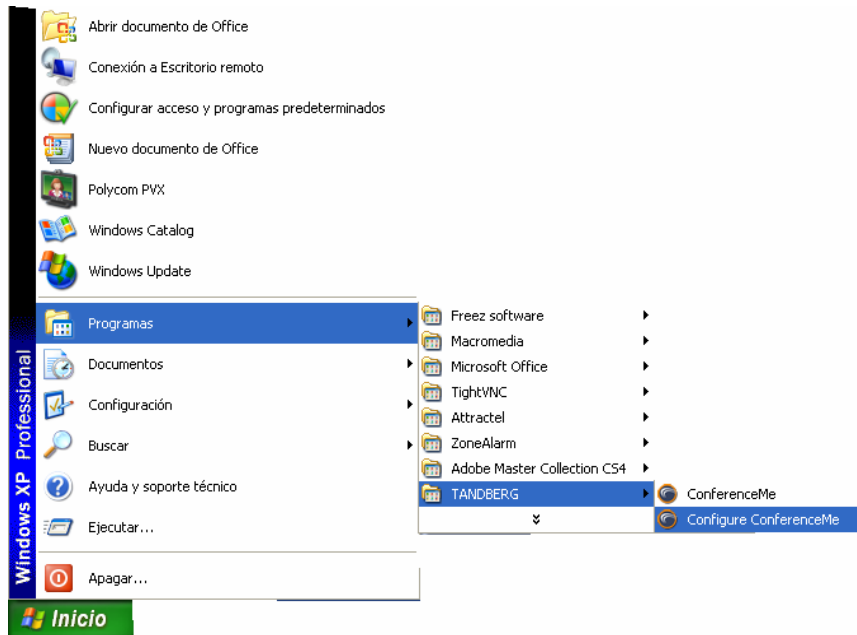 Abrir documento de Office
Conexión a Escritorio remoto
Configurar acceso y programas predeterminados
Nuevo documento de Office
Polycom PVX
Windows Catalog
Windows Update
Programas
Documentos
Configuración
Buscar
Ayuda y soporte técnico
Ejecutar...
Apagar...
Windows XP Professional
Inicio
Freez software
Macromedia
Microsoft Office
TightVNC
Attractel
ZoneAlarm
Adobe Master Collection CS4
TANDBERG
ConferenceMe
Configure ConferenceMe